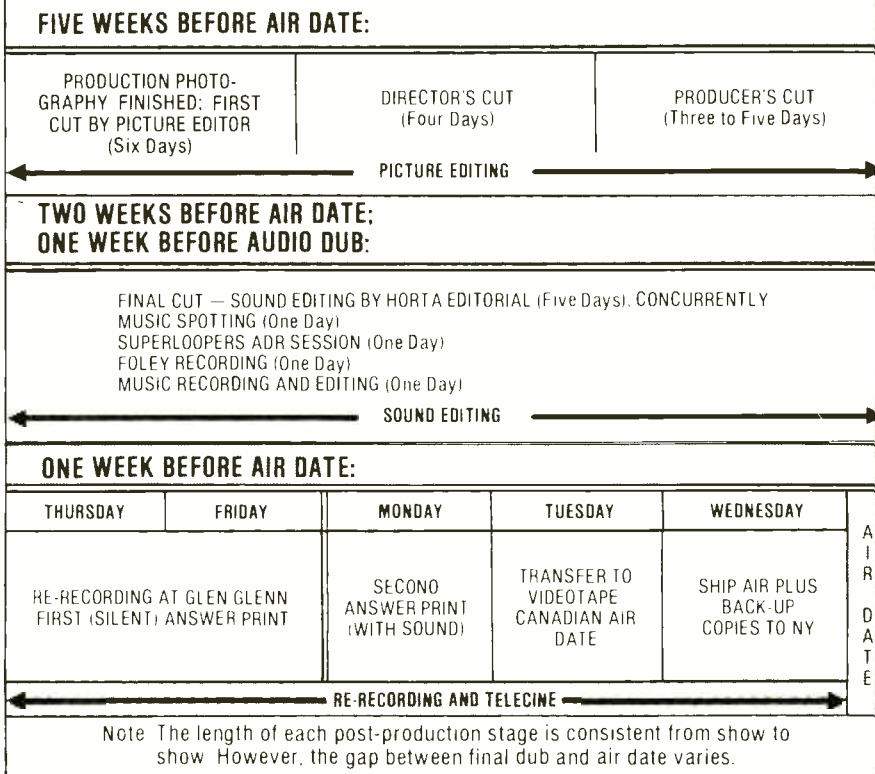 FIVE WEEKS BEFORE AIR DATE:
PRODUCTION PHOTO-
GRAPHY FINISHED; FIRST
CUT BY PICTURE EDITOR
(Six Days)
DIRECTOR'S CUT
(Four Days)
PRODUCER'S CUT
(Three to Five Days)
PICTURE EDITING
TWO WEEKS BEFORE AIR DATE;
ONE WEEK BEFORE AUDIO DUB:
FINAL CUT — SOUND EDITING BY HORTA EDITORIAL (Five Days), CONCURRENTLY
MUSIC SPOTTING (One Day)
SUPERLOOPERS ADR SESSION (One Day)
FOLEY RECORDING (One Day)
MUSIC RECORDING AND EDITING (One Day)
SOUND EDITING
ONE WEEK BEFORE AIR DATE:
THURSDAY
FRIDAY
MONDAY
TUESDAY
WEDNESDAY
RE-RECORDING AT GLEN GLENN
FIRST (SILENT) ANSWER PRINT
SECOND
ANSWER PRINT
(WITH SOUND)
TRANSFER TO
VIDEOTAPE
CANADIAN AIR
DATE
SHIP AIR PLUS
BACK-UP
COPIES TO NY
AIR DATE
RE-RECORDING AND TELECINE
Note The length of each post-production stage is consistent from show to
show However, the gap between final dub and air date varies.